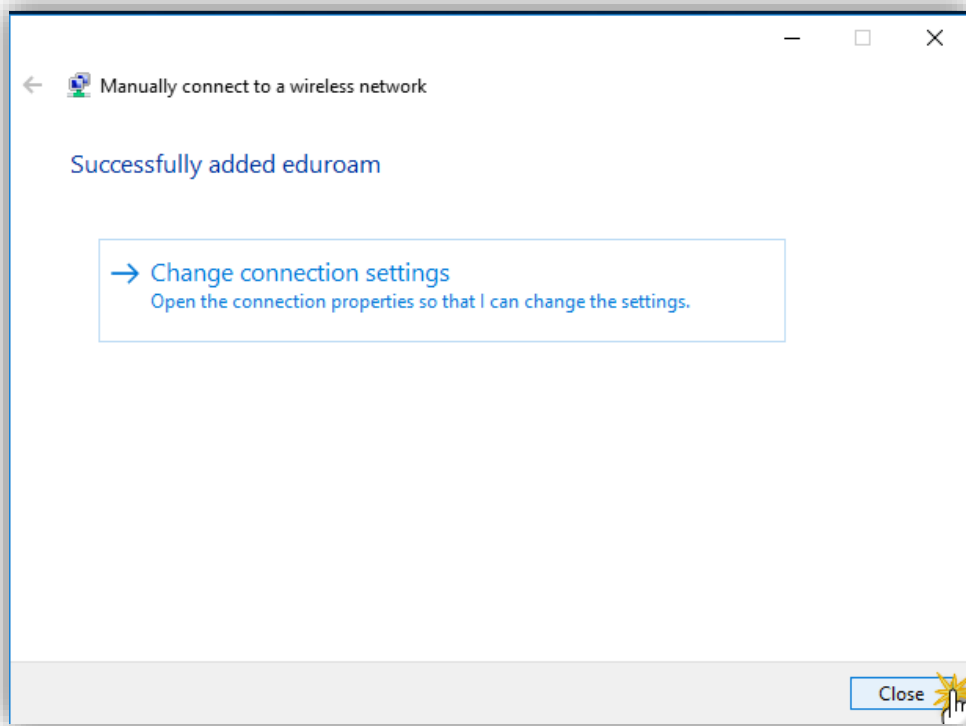 Manually connect to a wireless network
Successfully added eduroam
Change connection settings
Open the connection properties so that I can change the settings.
Close